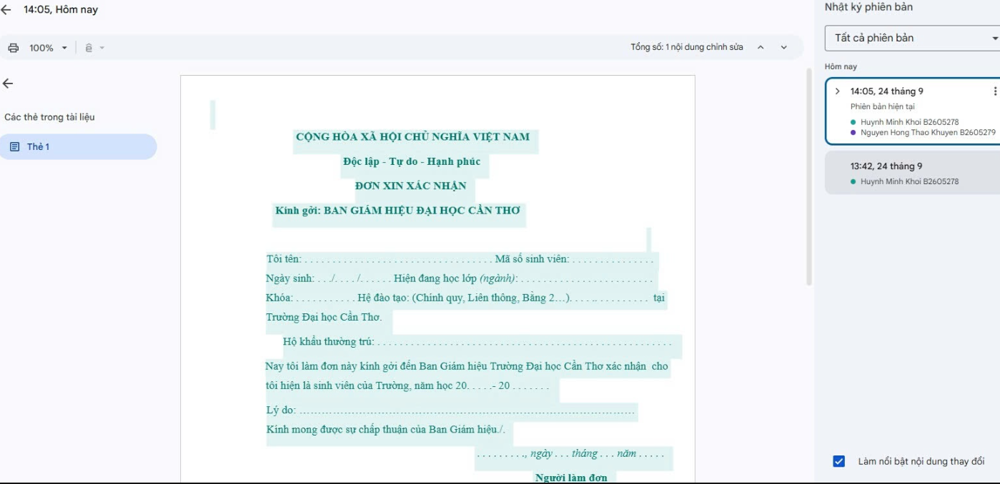 14:05, Hôm nay
100%
Tổng số: 1 nội dung chỉnh sửa
Các thẻ trong tài liệu
Thẻ 1
CỘNG HÒA XÃ HỘI CHỦ NGHĨA VIỆT NAM
Độc lập - Tự do - Hạnh phúc
ĐƠN XIN XÁC NHẬN
Kính gởi: BAN GIÁM HIỆU ĐẠI HỌC CẦN THƠ
Tôi tên: . . . . . . . . . . . . . . . . . . . . . . . . . . . . . . . . . . Mã số sinh viên: . . . . . . . . . . . . . . .
Ngày sinh: . . ./. . . . /. . . . . . Hiện đang học lớp (ngành): . . . . . . . . . . . . . . . . . . . . . . . .
Khóa: . . . . . . . . . . . Hệ đào tạo: (Chính quy, Liên thông, Bằng 2…). . . . . .. . . . . . . . . . tại
Trường Đại học Cần Thơ.
Hộ khẩu thường trú: . . . . . . . . . . . . . . . . . . . . . . . . . . . . . . . . . . . . . . . . . . . . . . . . . . . . .
Nay tôi làm đơn này kính gởi đến Ban Giám hiệu Trường Đại học Cần Thơ xác nhận  cho
tôi hiện là sinh viên của Trường, năm học 20. . . . .- 20 . . . . . . .
Lý do: ………………………………………………………………………………
Kính mong được sự chấp thuận của Ban Giám hiệu./.
. . . . . . . . ., ngày . . . tháng . . . năm . . . . .
Người làm đơn
Nhật ký phiên bản
Tất cả phiên bản
Hôm nay
14:05, 24 tháng 9
Phiên bản hiện tại
Huynh Minh Khoi B2605278
Nguyen Hong Thao Khuyen B2605279
13:42, 24 tháng 9
Huynh Minh Khoi B2605278
Làm nổi bật nội dung thay đổi